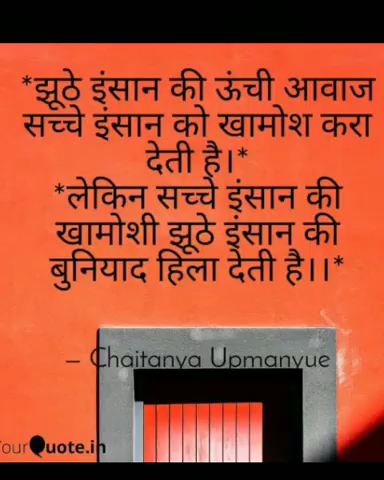 *झूठे इंसान की ऊंची आवाज
सच्चे इंसान को खामोश करा
देती है।*
*लेकिन सच्चे इंसान की
खामोशी झूठे इंसान की
बुनियाद हिला देती है।।*
— Chaitanya Upmanyue
YourQuote.in